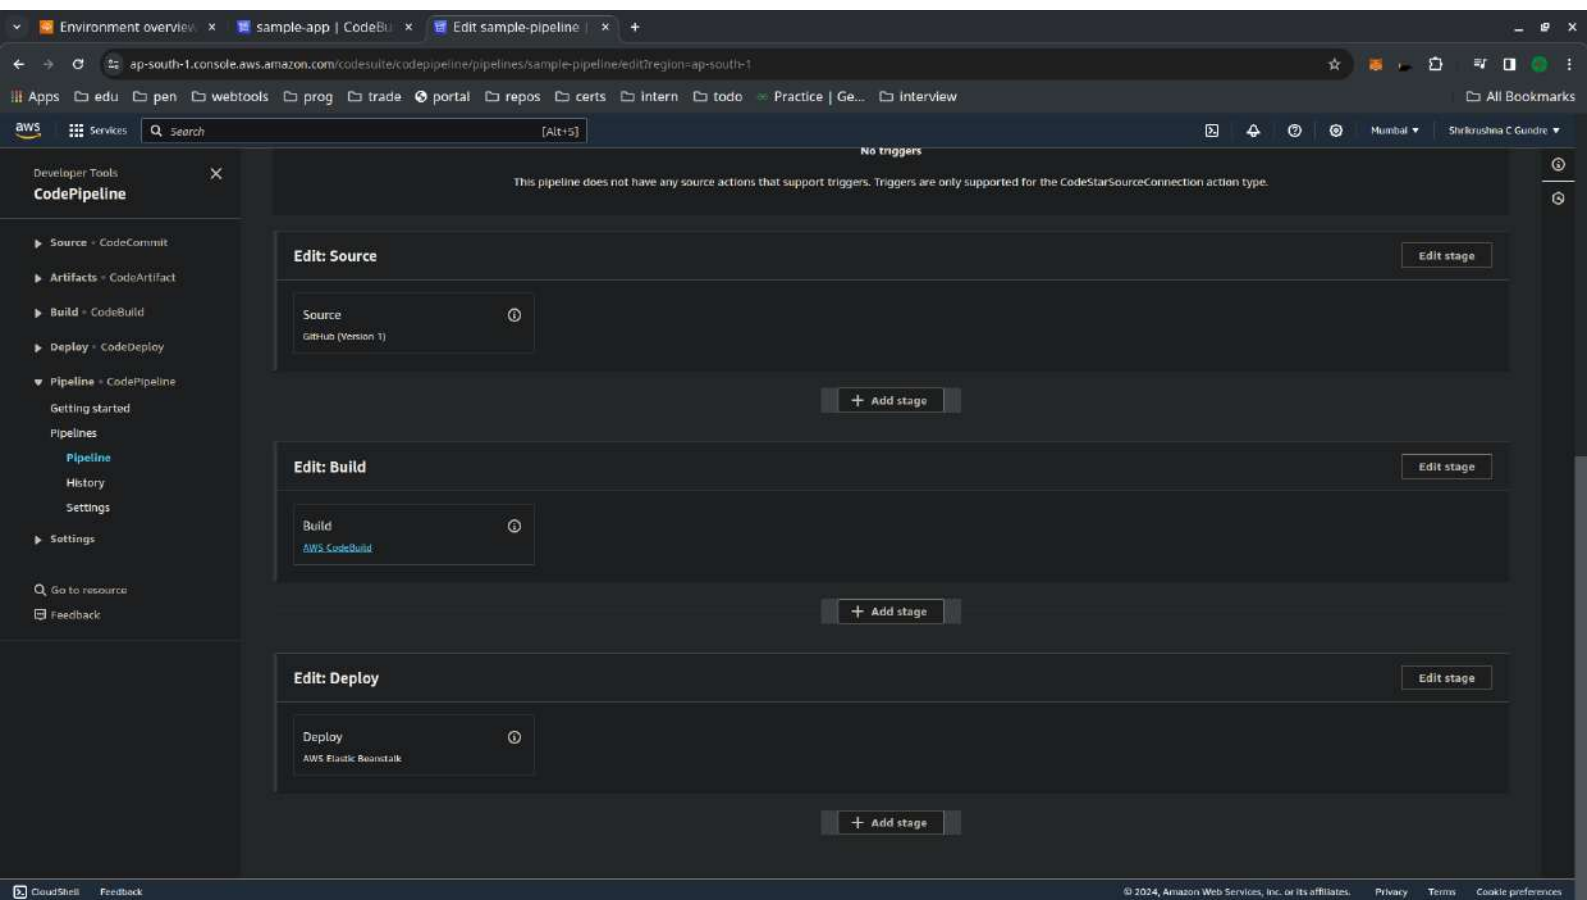 Environment overview
sample-app | CodeBu
Edit sample-pipeline |
ap-south-1.console.aws.amazon.com/codesuite/codepipeline/pipelines/sample-pipeline/edit?region=ap-south-1
Apps edu pen webtools prog trade portal repos certs intern todo Practice | Ge... interview All Bookmarks
aws Services Search [Alt+S] Mumbai Shrikrushna C Gundre
Developer Tools
CodePipeline
Source • CodeCommit
Artifacts • CodeArtifact
Build • CodeBuild
Deploy • CodeDeploy
Pipeline • CodePipeline
Getting started
Pipelines
Pipeline
History
Settings
Settings
Go to resource
Feedback
No triggers
This pipeline does not have any source actions that support triggers. Triggers are only supported for the CodeStarSourceConnection action type.
Edit: Source
Edit stage
Source
GitHub (Version 1)
+ Add stage
Edit: Build
Edit stage
Build
AWS CodeBuild
+ Add stage
Edit: Deploy
Edit stage
Deploy
AWS Elastic Beanstalk
+ Add stage
CloudShell Feedback © 2024, Amazon Web Services, Inc. or its affiliates. Privacy Terms Cookie preferences